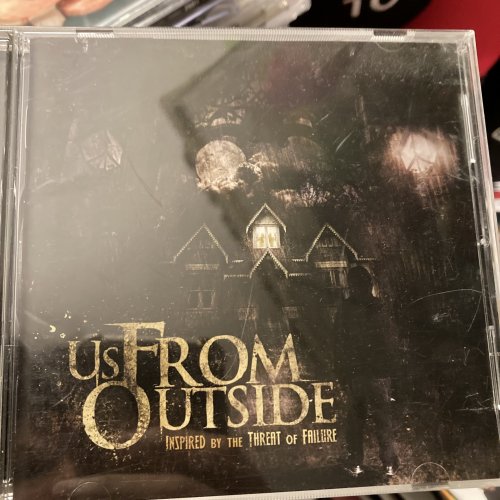 us FROM
OUTSIDE
INSPIRED BY THE THREAT OF FAILURE